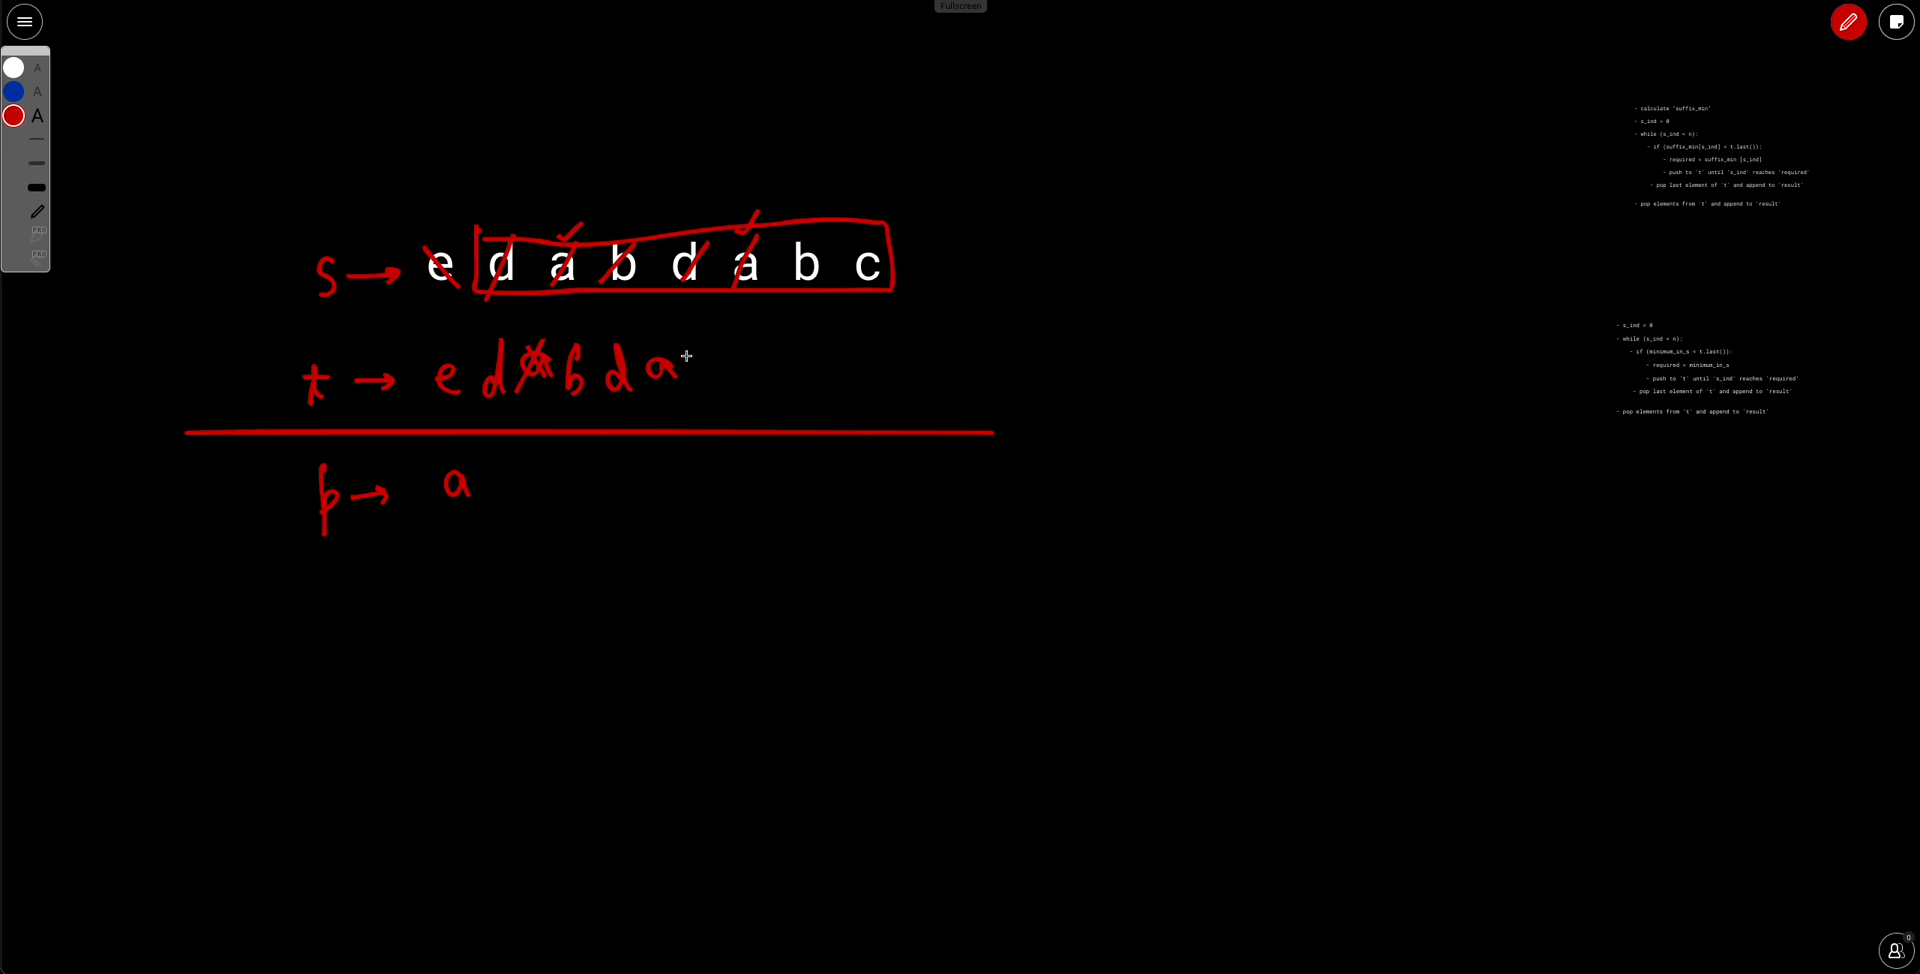 Fullscreen
A
A
A
PRO
PRO
s → e d a b d a b c
t → e d a b d a
p → a
- calculate "suffix_min"
- s_ind = 0
- while (s_ind < n):
- if (suffix_min[s_ind] < t.last()):
- required = suffix_min [s_ind]
- push to `t` until `s_ind` reaches `required`
- pop last element of `t` and append to `result`
- pop elements from `t` and append to `result`
- s_ind = 0
- while (s_ind < n):
- if (minimum_in_s < t.last()):
- required = minimum_in_s
- push to `t` until `s_ind` reaches `required`
- pop last element of `t` and append to `result`
- pop elements from `t` and append to `result`
0